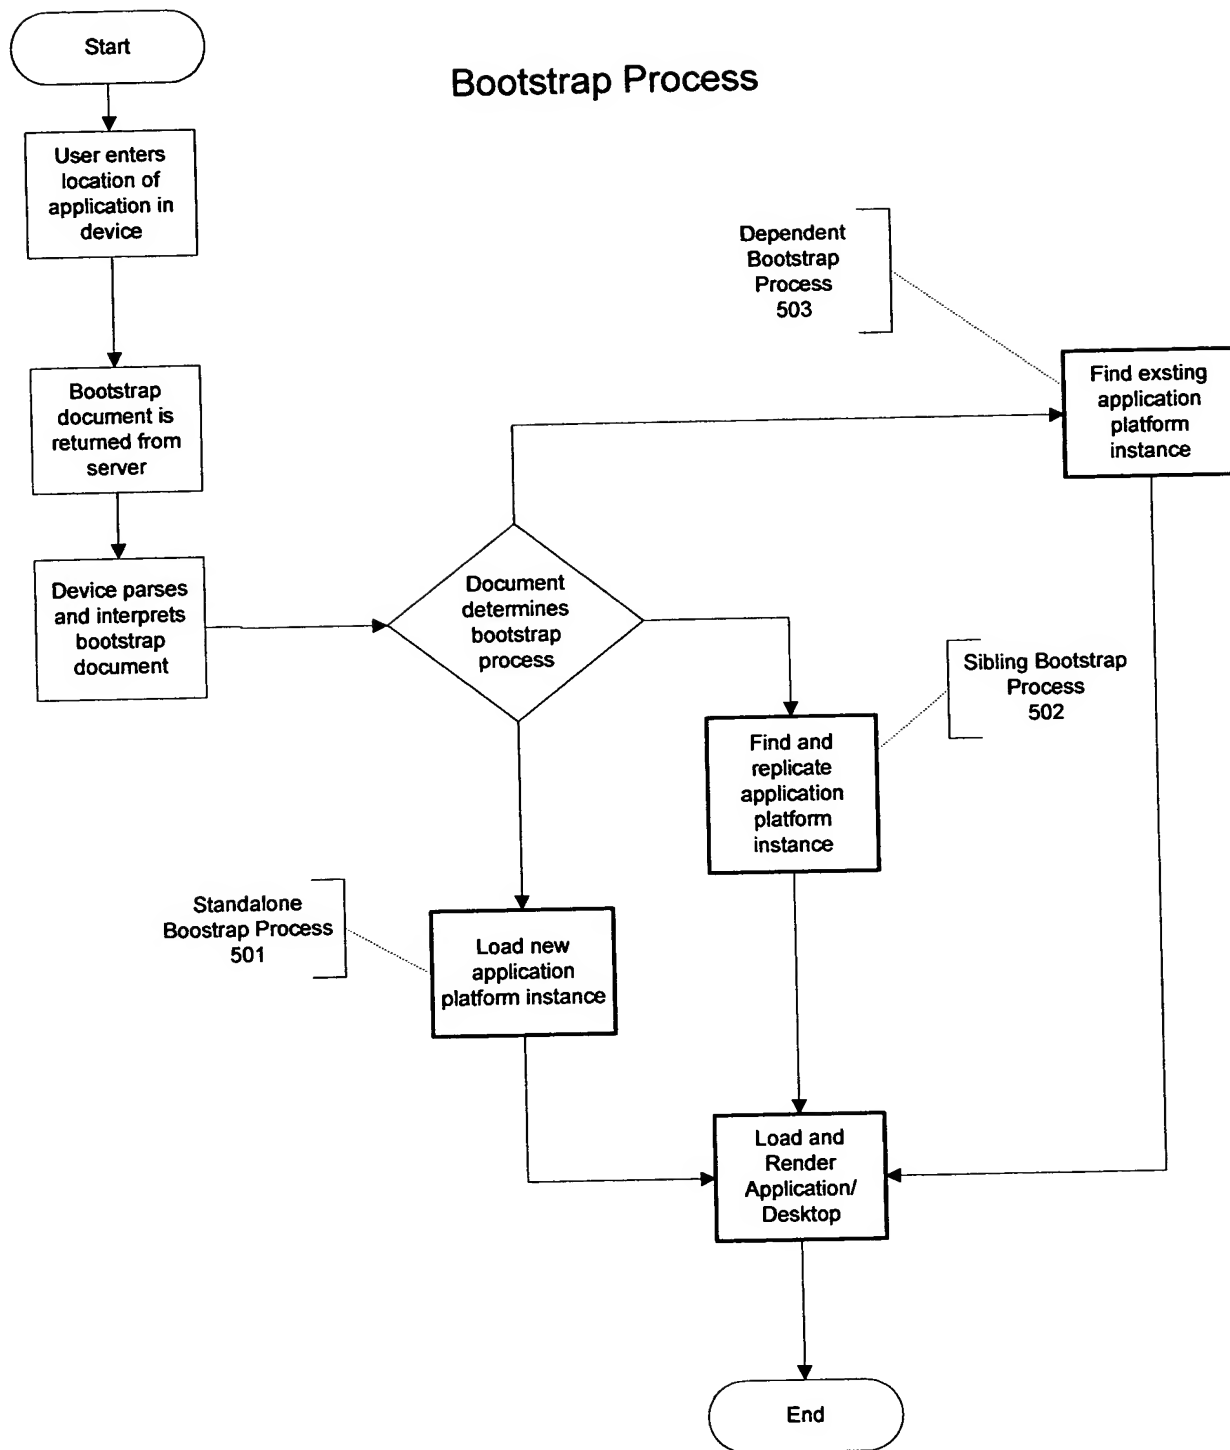 Start
Bootstrap Process
User enters
location of
application in
device
Bootstrap
document is
returned from
server
Device parses
and interprets
bootstrap
document
Document
determines
bootstrap
process
Dependent
Bootstrap
Process
503
Find exsting
application
platform
instance
Sibling Bootstrap
Process
502
Find and
replicate
application
platform
instance
Standalone
Boostrap Process
501
Load new
application
platform instance
Load and
Render
Application/
Desktop
End